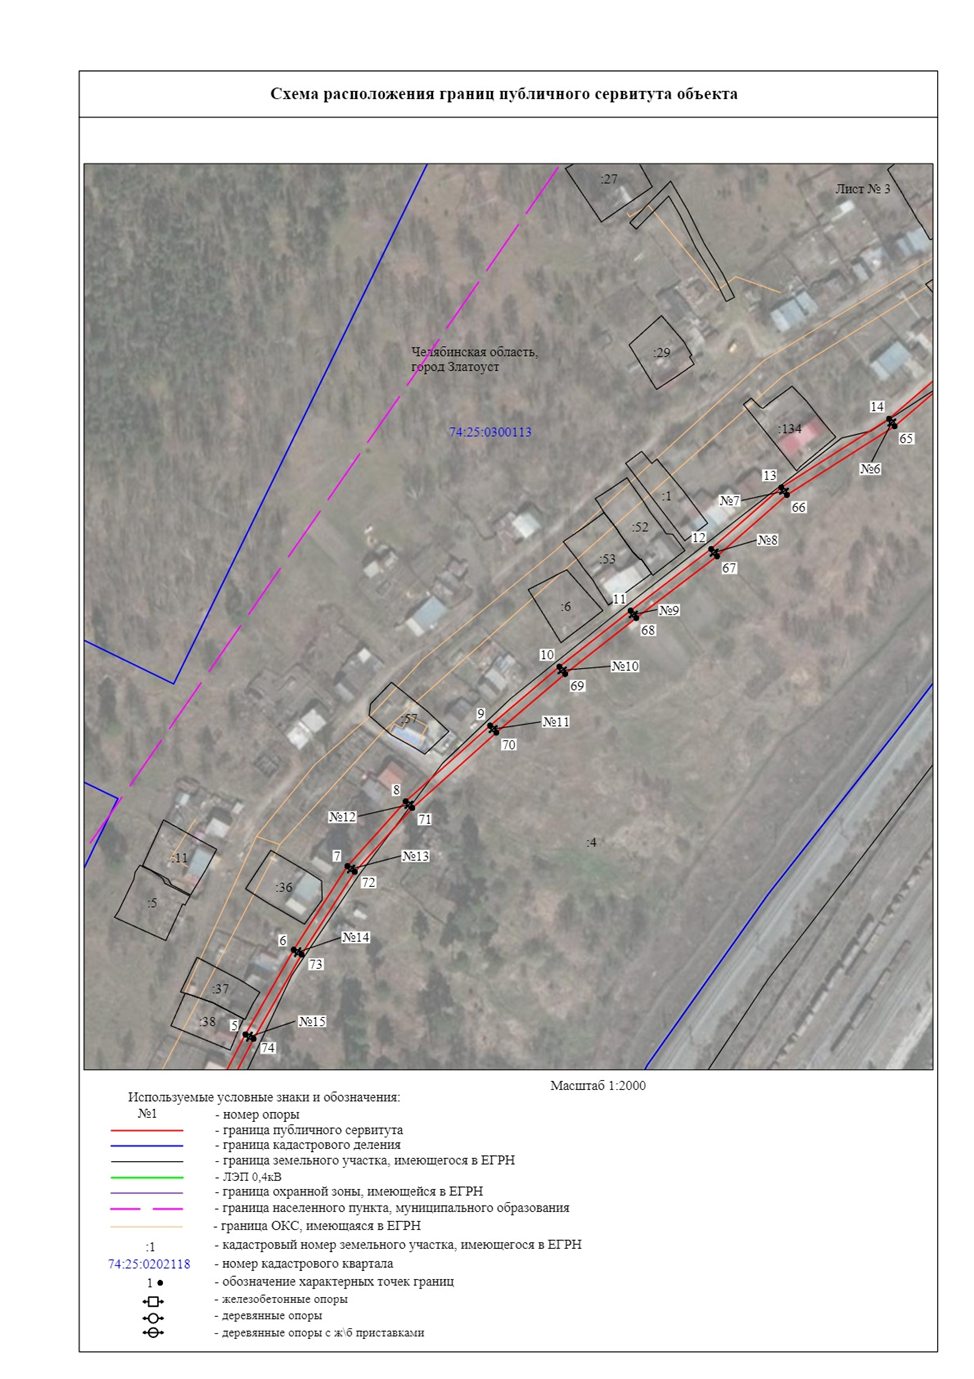 Схема расположения границ публичного сервитута объекта
Лист № 3
:27
:29
Челябинская область,
город Златоуст
74:25:0300113
:134
14
65
№6
13
№7
66
:1
:52
12
№8
67
:53
:6
11
№9
68
10
№10
69
:57
9
№11
70
8
№12
71
:4
7
№13
72
:11
:36
:5
6
№14
73
:37
:38
5
№15
74
Масштаб 1:2000
Используемые условные знаки и обозначения:
№1 - номер опоры
- граница публичного сервитута
- граница кадастрового деления
- граница земельного участка, имеющегося в ЕГРН
- ЛЭП 0,4кВ
- граница охранной зоны, имеющейся в ЕГРН
- граница населенного пункта, муниципального образования
- граница ОКС, имеющаяся в ЕГРН
:1 - кадастровый номер земельного участка, имеющегося в ЕГРН
74:25:0202118 - номер кадастрового квартала
1 - обозначение характерных точек границ
- железобетонные опоры
- деревянные опоры
- деревянные опоры с ж\б приставками